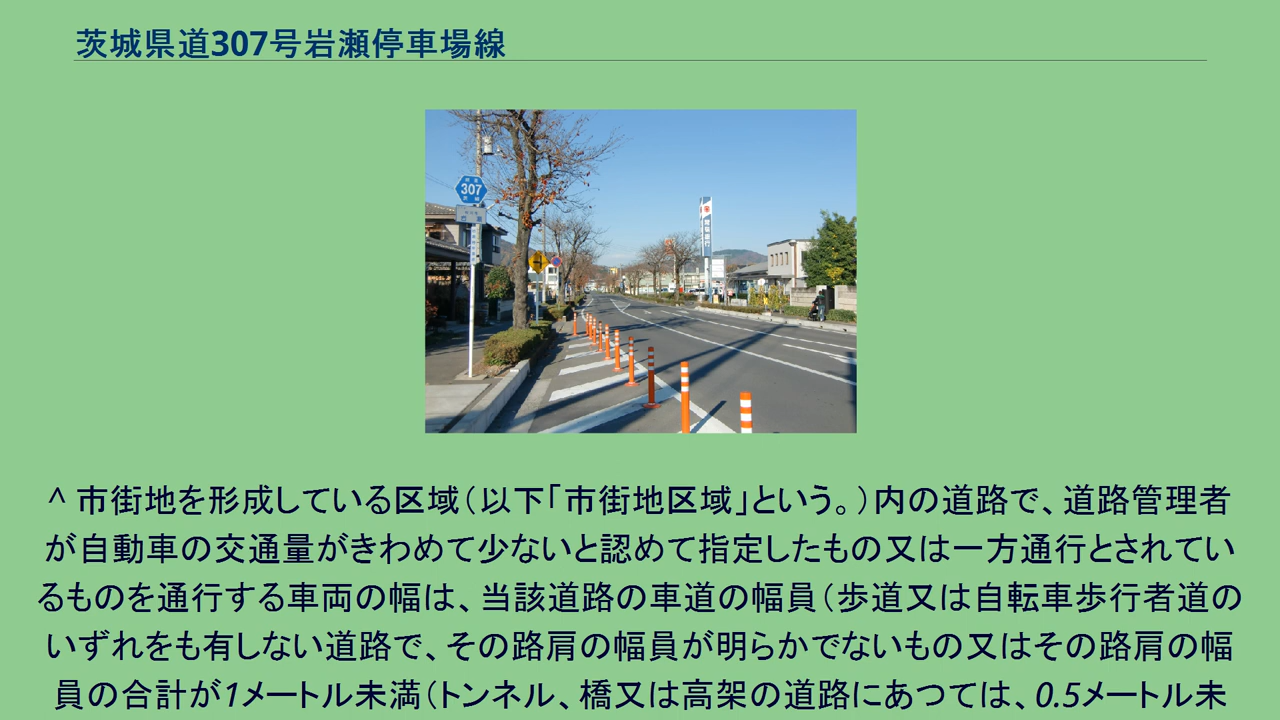 茨城県道307号岩瀬停車場線
307
^ 市街地を形成している区域（以下「市街地区域」という。）内の道路で、道路管理者
が自動車の交通量がきわめて少ないと認めて指定したもの又は一方通行とされてい
るものを通行する車両の幅は、当該道路の車道の幅員（歩道又は自転車歩行者道の
いずれをも有しない道路で、その路肩の幅員が明らかでないもの又はその路肩の幅
員の合計が1メートル未満（トンネル、橋又は高架の道路にあつては、0.5メートル未